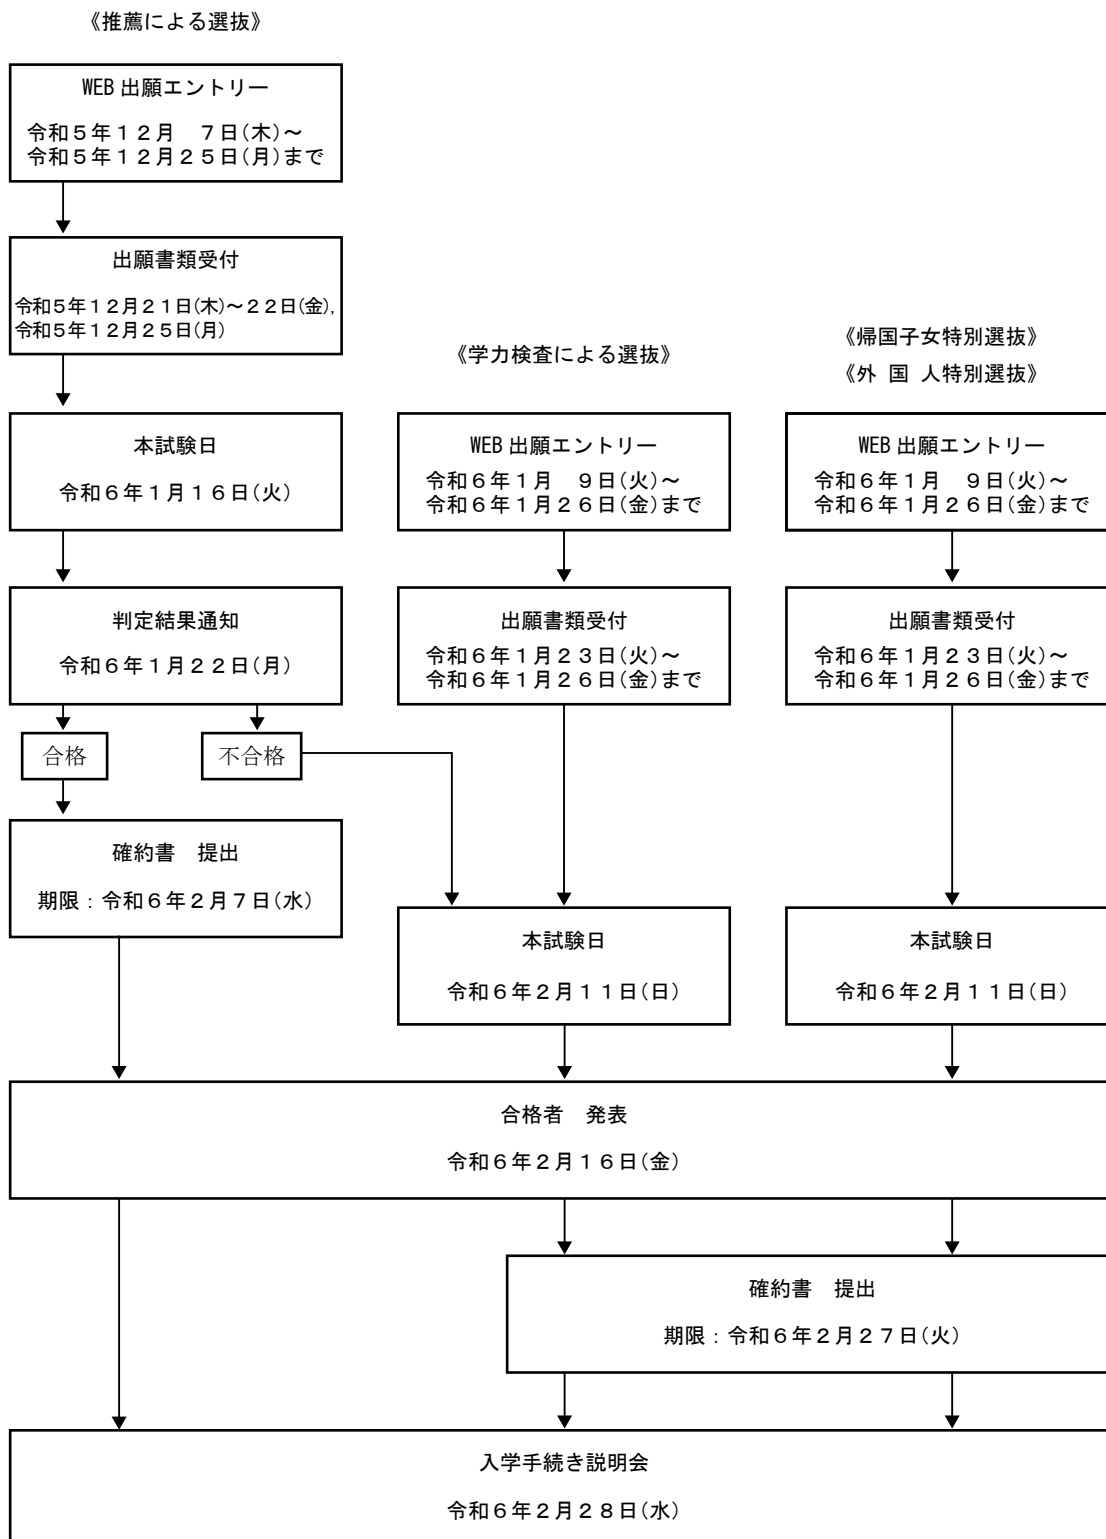 《推薦による選抜》
WEB 出願エントリー
令和5年12月　7日(木)～
令和5年12月25日(月)まで
出願書類受付
令和5年12月21日(木)～22日(金),
令和5年12月25日(月)
本試験日
令和6年1月16日(火)
判定結果通知
令和6年1月22日(月)
合格
不合格
確約書　提出
期限：令和6年2月7日(水)
《学力検査による選抜》
WEB 出願エントリー
令和6年1月　9日(火)～
令和6年1月26日(金)まで
出願書類受付
令和6年1月23日(火)～
令和6年1月26日(金)まで
本試験日
令和6年2月11日(日)
《帰国子女特別選抜》
《外 国 人特別選抜》
WEB 出願エントリー
令和6年1月　9日(火)～
令和6年1月26日(金)まで
出願書類受付
令和6年1月23日(火)～
令和6年1月26日(金)まで
本試験日
令和6年2月11日(日)
合格者　発表
令和6年2月16日(金)
確約書　提出
期限：令和6年2月27日(火)
入学手続き説明会
令和6年2月28日(水)